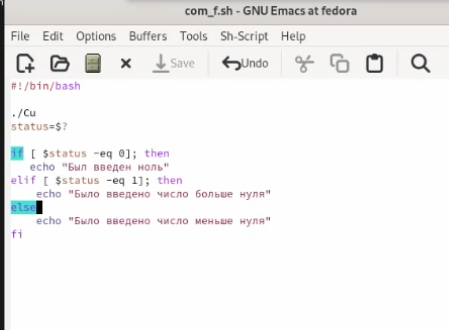 com_f.sh - GNU Emacs at fedora
File Edit Options Buffers Tools Sh-Script Help
Save Undo
#!/bin/bash
./Cu
status=$?
if [ $status -eq 0]; then
echo "Был введен ноль"
elif [ $status -eq 1]; then
echo "Было введено число больше нуля"
else
echo "Было введено число меньше нуля"
fi